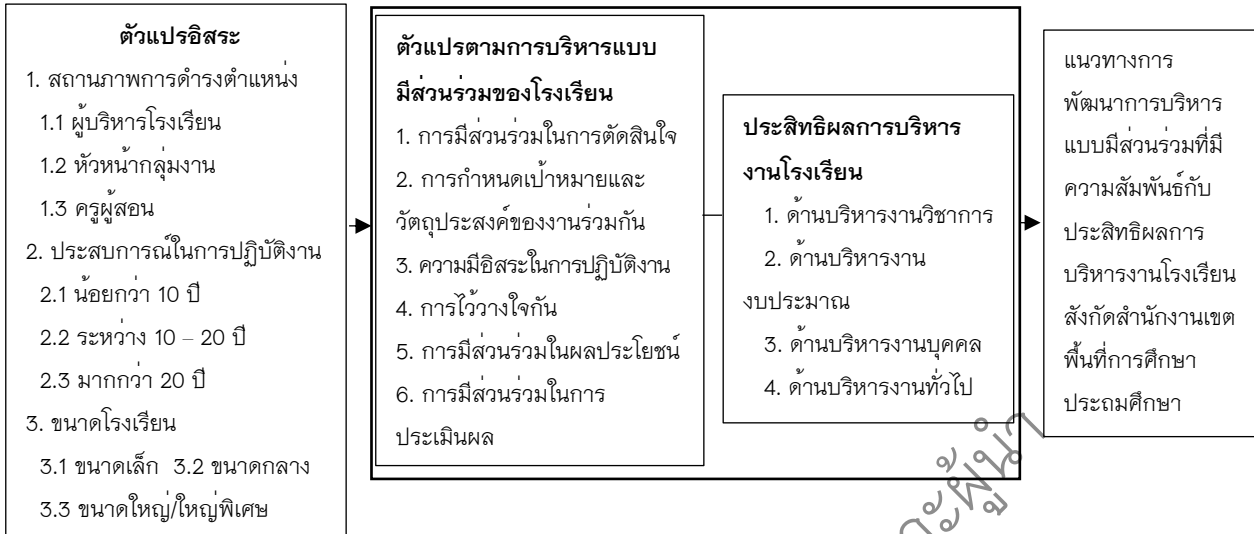 ตัวแปรอิสระ
1. สถานภาพการดำรงตำแหน่ง
1.1 ผู้บริหารโรงเรียน
1.2 หัวหน้ากลุ่มงาน
1.3 ครูผู้สอน
2. ประสบการณ์ในการปฏิบัติงาน
2.1 น้อยกว่า 10 ปี
2.2 ระหว่าง 10 – 20 ปี
2.3 มากกว่า 20 ปี
3. ขนาดโรงเรียน
3.1 ขนาดเล็ก 3.2 ขนาดกลาง
3.3 ขนาดใหญ่/ใหญ่พิเศษ
ตัวแปรตามการบริหารแบบ
มีส่วนร่วมของโรงเรียน
1. การมีส่วนร่วมในการตัดสินใจ
2. การกำหนดเป้าหมายและ
วัตถุประสงค์ของงานร่วมกัน
3. ความมีอิสระในการปฏิบัติงาน
4. การไว้วางใจกัน
5. การมีส่วนร่วมในผลประโยชน์
6. การมีส่วนร่วมในการ
ประเมินผล
ประสิทธิผลการบริหาร
งานโรงเรียน
1. ด้านบริหารงานวิชาการ
2. ด้านบริหารงาน
งบประมาณ
3. ด้านบริหารงานบุคคล
4. ด้านบริหารงานทั่วไป
แนวทางการ
พัฒนาการบริหาร
แบบมีส่วนร่วมที่มี
ความสัมพันธ์กับ
ประสิทธิผลการ
บริหารงานโรงเรียน
สังกัดสำนักงานเขต
พื้นที่การศึกษา
ประถมศึกษา